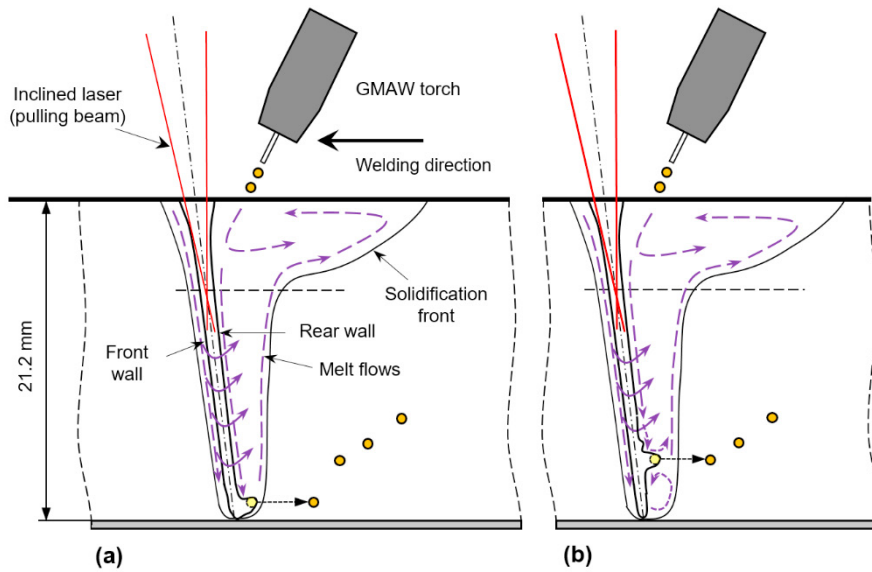 Inclined laser
(pulling beam)
GMAW torch
Welding direction
21.2 mm
Solidification
front
Rear wall
Front
wall
Melt flows
(a)
(b)